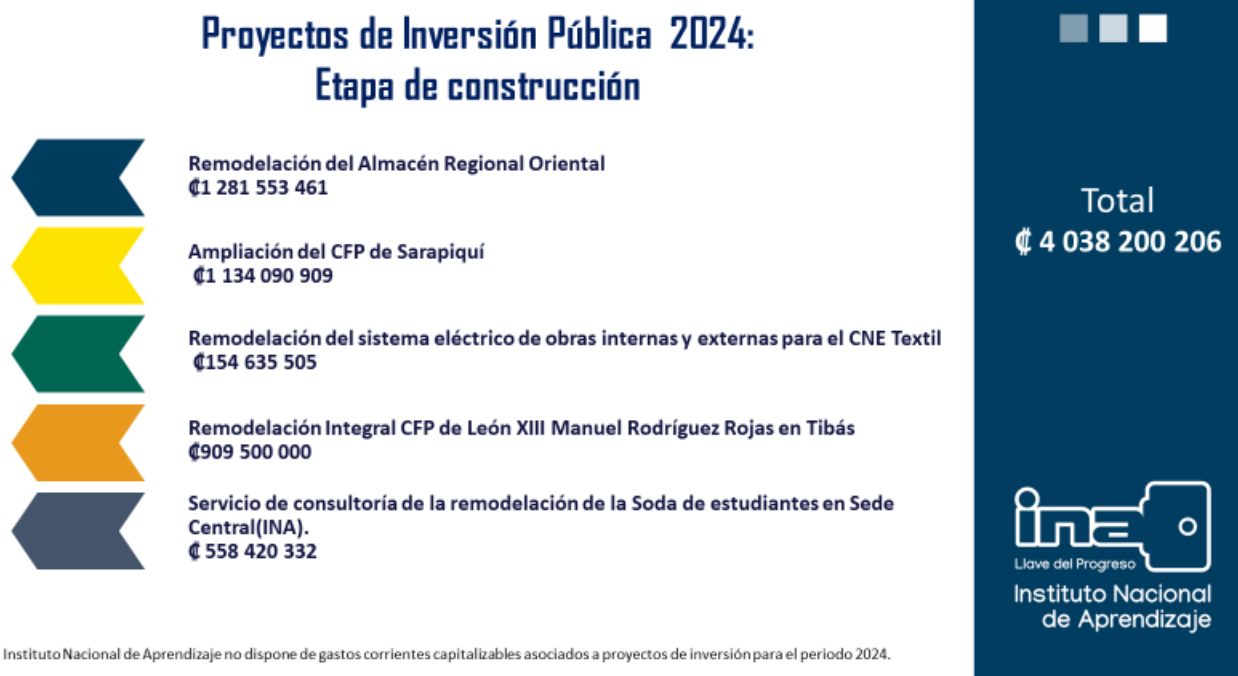 Proyectos de Inversión Pública 2024:
Etapa de construcción
Remodelación del Almacén Regional Oriental
₡1 281 553 461
Ampliación del CFP de Sarapiquí
₡1 134 090 909
Remodelación del sistema eléctrico de obras internas y externas para el CNE Textil
₡154 635 505
Remodelación Integral CFP de León XIII Manuel Rodríguez Rojas en Tibás
₡909 500 000
Servicio de consultoría de la remodelación de la Soda de estudiantes en Sede
Central(INA).
₡ 558 420 332
Instituto Nacional de Aprendizaje no dispone de gastos corrientes capitalizables asociados a proyectos de inversión para el periodo 2024.
Total
₡ 4 038 200 206
ina
Llave del Progreso
Instituto Nacional
de Aprendizaje